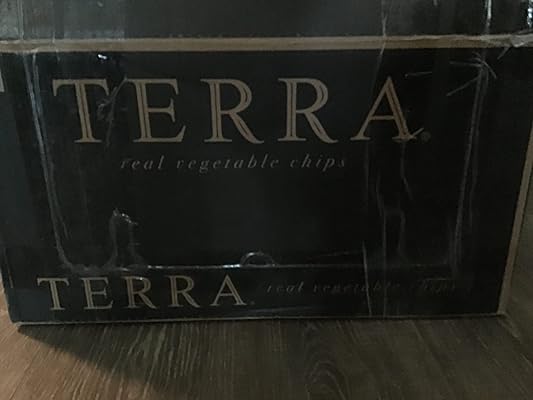 TERRA®
real vegetable chips
TERRA® real vegetable chips